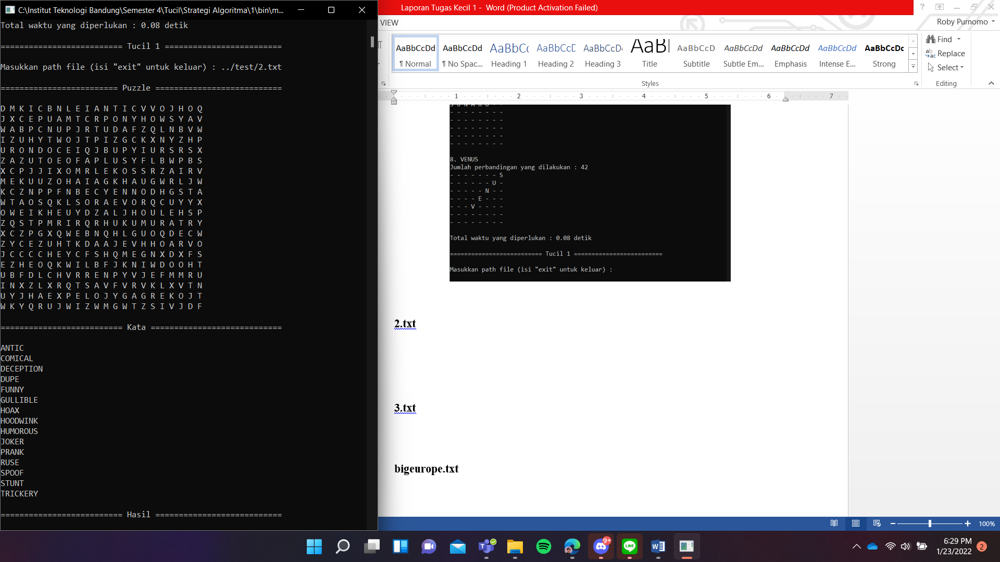 C:\Institut Teknologi Bandung\Semester 4\Tucil\Strategi Algoritma\1\bin\m...
Total waktu yang diperlukan : 0.08 detik
========================== Tucil 1 =========================
Masukkan path file (isi "exit" untuk keluar) : ../test/2.txt
========================= Puzzle ===========================
D M K I C B N L E I A N T I C V V O J H O Q
J X C E P U A M T C R P O N Y H O W S Y A V
W A B P C N U P J R T U D A F Z Q L N B V W
I Z U H Y T W O J T P I Z G C K X N Y Z H P
U R O N D O C E I Q J B U P Y I U R S R S X
Z A Z U T O E O F A P L U S Y F L B W P B S
X C P J J I X O M R L E K O S S R Z A I R V
M E K U U Z O H A I A G K H A U G W R L J W
K C Z N P P F N B E C Y E N N O D H G S T A
W T A O S Q K L S O R A E V O R Q C U Y Y X
O W E I K H E U Y D Z A L J H O U L E H S P
Z Q S T P M R I R Q R H U K U M U R A T R Y
X C Z P G X Q W E B N Q H L G U O Q D E C W
Z Y C E Z U H T K D A A J E V H H O A R V O
J C C C C H E Y C F S H Q M E G N X D X F S
E Z H E O Q K W I L B F J K N I W D O O H T
U B F D L C H V R R E N P Y V J E F M M R U
I N X Z L X R Q T S A V F V R V K L X V T N
U Y J H A E X P E L O J Y G A G R E K O J T
W K Y Q R U J W I Z W M G W T Z S I V J D F
========================== Kata ============================
ANTIC
COMICAL
DECEPTION
DUPE
FUNNY
GULLIBLE
HOAX
HOODWINK
HUMOROUS
JOKER
PRANK
RUSE
SPOOF
STUNT
TRICKERY
========================== Hasil ===========================
Laporan Tugas Kecil 1 - Word (Product Activation Failed)
VIEW
Roby Purnomo
AaBbCcDd AaBbCcDd AaBbCc AaBbCcD AaBbCcD AaB AaBbCcD AaBbCcDd AaBbCcDd AaBbCcDd AaBbCcDc
¶ Normal ¶ No Spac... Heading 1 Heading 2 Heading 3 Title Subtitle Subtle Em... Emphasis Intense E... Strong
Styles
Find
Replace
Select
Editing
1 2 3 4 5 6 7
- - - - - - - -
- - - - - - - -
- - - - - - - -
- - - - - - - -
- - - - - - - -
8. VENUS
Jumlah perbandingan yang dilakukan : 42
- - - - - - - S
- - - - - - U -
- - - - - N - -
- - - - E - - -
- - - V - - - -
- - - - - - - -
- - - - - - - -
Total waktu yang diperlukan : 0.08 detik
========================== Tucil 1 =========================
Masukkan path file (isi "exit" untuk keluar) :
2.txt
3.txt
bigeurope.txt
100%
9+
LINE
6:29 PM
1/23/2022
2